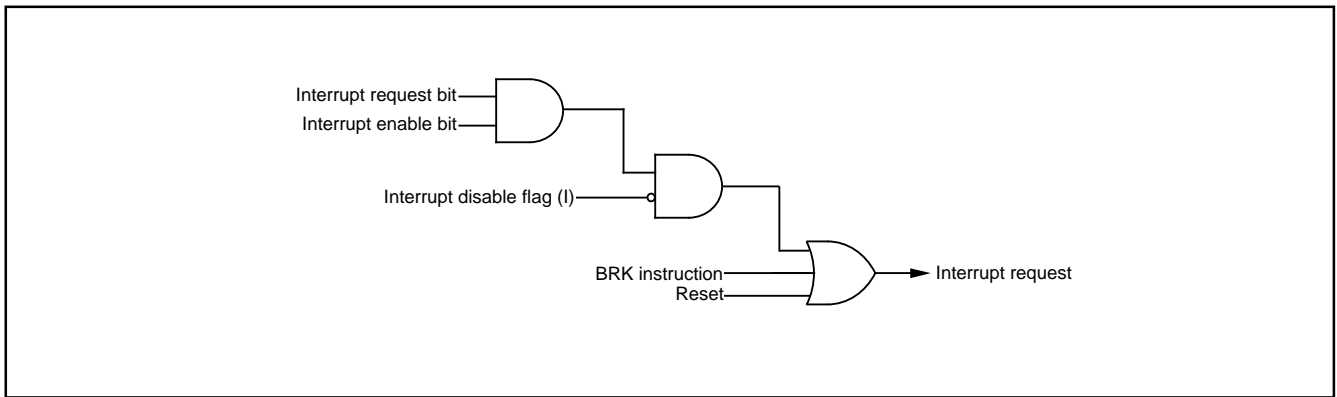 Interrupt request bit
Interrupt enable bit
Interrupt disable flag (I)
BRK instruction
Reset
Interrupt request